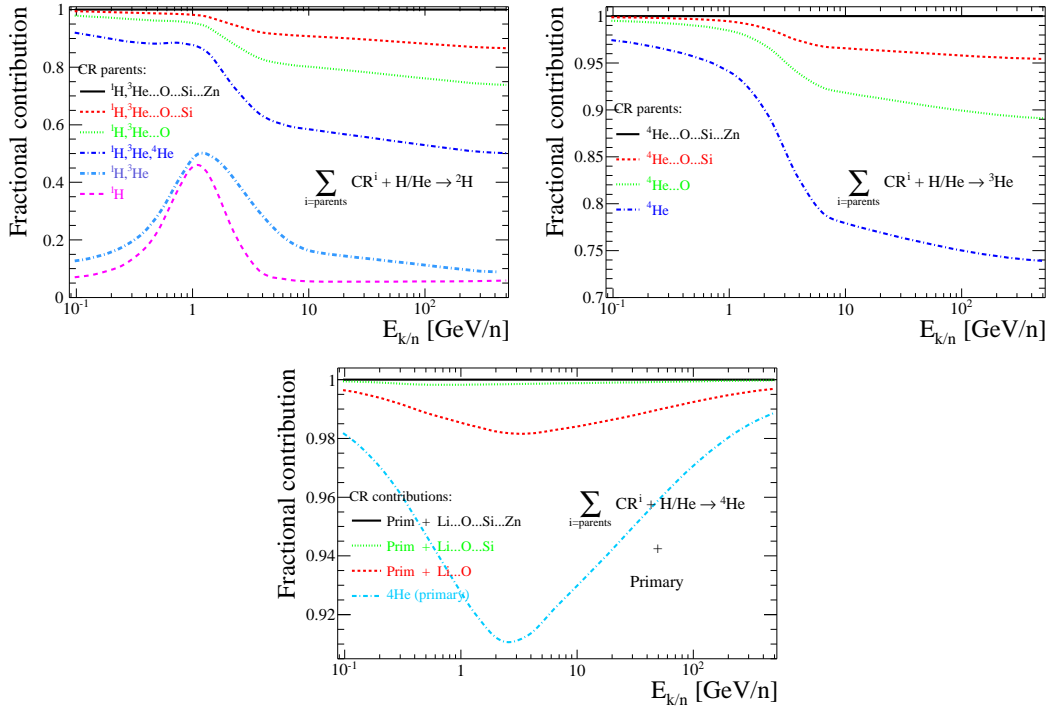 Fractional contribution
1
0.8
0.6
0.4
0.2
0
CR parents:
¹H,³He...O...Si...Zn
¹H,³He...O...Si
¹H,³He...O
¹H,³He,⁴He
¹H,³He
¹H
∑ CRⁱ + H/He → ²H
i=parents
10⁻¹ 1 10 10²
E_k/n [GeV/n]
Fractional contribution
1
0.95
0.9
0.85
0.8
0.75
0.7
CR parents:
⁴He...O...Si...Zn
⁴He...O...Si
⁴He...O
⁴He
∑ CRⁱ + H/He → ³He
i=parents
10⁻¹ 1 10 10²
E_k/n [GeV/n]
Fractional contribution
1
0.98
0.96
0.94
0.92
CR contributions:
Prim + Li...O...Si...Zn
Prim + Li...O...Si
Prim + Li...O
4He (primary)
∑ CRⁱ + H/He → ⁴He
i=parents
+
Primary
10⁻¹ 1 10 10²
E_k/n [GeV/n]